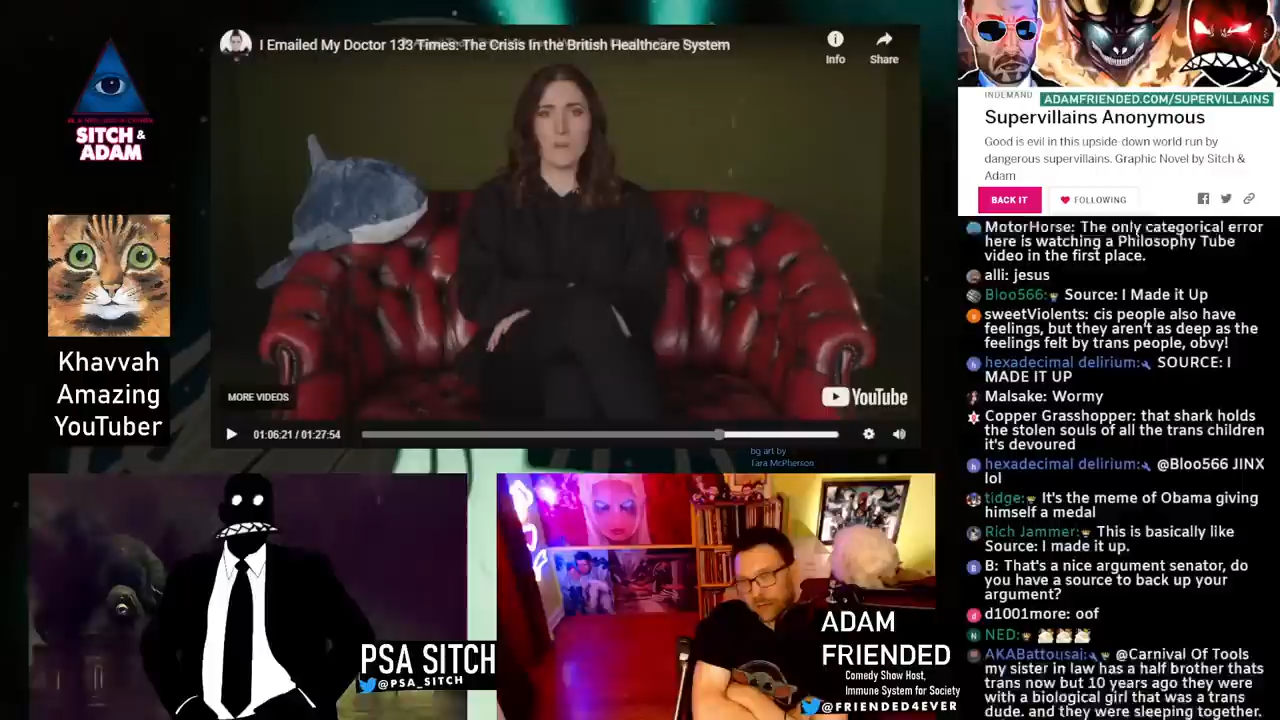 I Emailed My Doctor 133 Times: The Crisis In the British Healthcare System
Info
Share
MORE VIDEOS
YouTube
01:06:21 / 01:27:54
bg art by
Tara McPherson
SITCH &
ADAM
Khavvah
Amazing
YouTuber
PSA SITCH
@PSA_SITCH
ADAM
FRIENDED
Comedy Show Host,
Immune System for Society
@FRIENDED4EVER
INDEMAND
ADAMFRIENDED.COM/SUPERVILLAINS
Supervillains Anonymous
Good is evil in this upside-down world run by
dangerous supervillains. Graphic Novel by Sitch &
Adam
BACK IT
FOLLOWING
MotorHorse: The only categorical error
here is watching a Philosophy Tube
video in the first place.
alli: jesus
Bloo566: Source: I Made it Up
sweetViolents: cis people also have
feelings, but they aren't as deep as the
feelings felt by trans people, obvy!
hexadecimal delirium: SOURCE: I
MADE IT UP
Malsake: Wormy
Copper Grasshopper: that shark holds
the stolen souls of all the trans children
it's devoured
hexadecimal delirium: @Bloo566 JINX
lol
tidge: It's the meme of Obama giving
himself a medal
Rich Jammer: This is basically like
Source: I made it up.
B: That's a nice argument senator, do
you have a source to back up your
argument?
d1001more: oof
NED:
AKABattousai: @Carnival Of Tools
my sister in law has a half brother thats
trans now but 10 years ago they were
with a biological girl that was a trans
dude. and they were sleeping together.